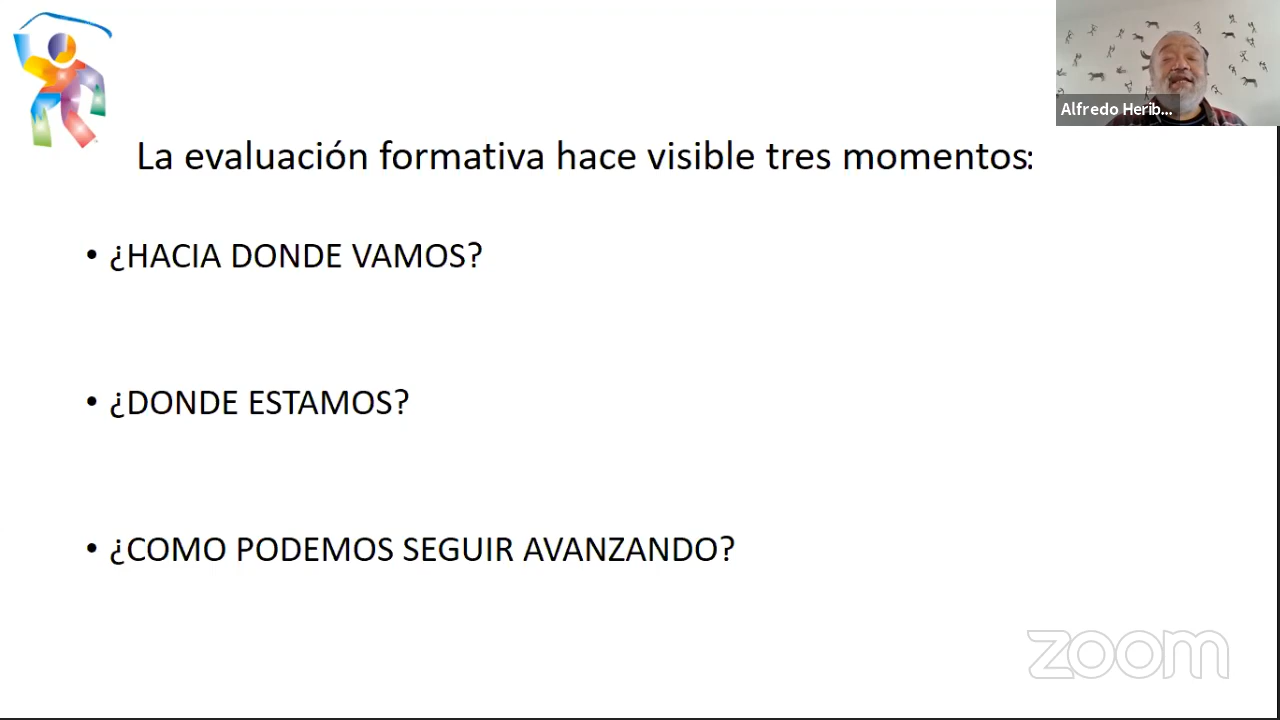 Alfredo Herib...
La evaluación formativa hace visible tres momentos:
• ¿HACIA DONDE VAMOS?
• ¿DONDE ESTAMOS?
• ¿COMO PODEMOS SEGUIR AVANZANDO?
zoom